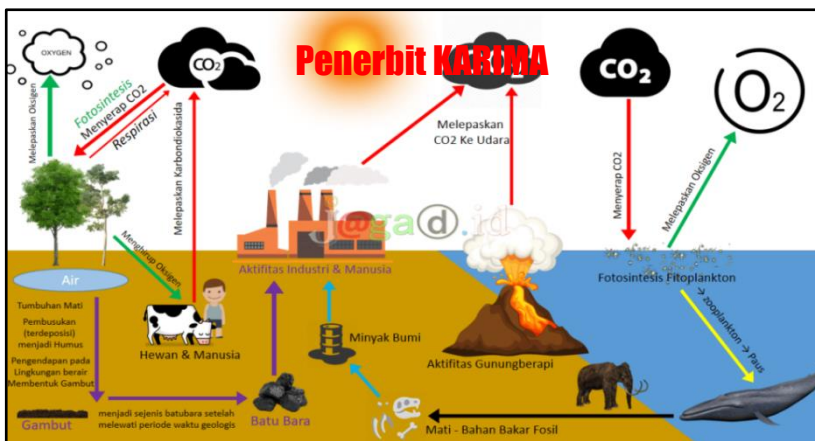 Penerbit KARIMA
OXYGEN
CO2
CO2
O2
Fotosintesis
Menyerap CO2
Respirasi
Melepaskan Oksigen
Melepaskan Karbondiokasida
Melepaskan
CO2 Ke Udara
Menyerap CO2
Melepaskan Oksigen
j@gad.id
Menghirup Oksigen
Aktifitas Industri & Manusia
Fotosintesis Fitoplankton
Air
→ zooplankton → Paus
Tumbuhan Mati
Pembusukan
(terdeposisi)
menjadi Humus
Pengendapan pada
Lingkungan berair
Membentuk Gambut
Hewan & Manusia
Minyak Bumi
Aktifitas Gunungberapi
Gambut
menjadi sejenis batubara setelah
melewati periode waktu geologis
Batu Bara
Mati - Bahan Bakar Fosil